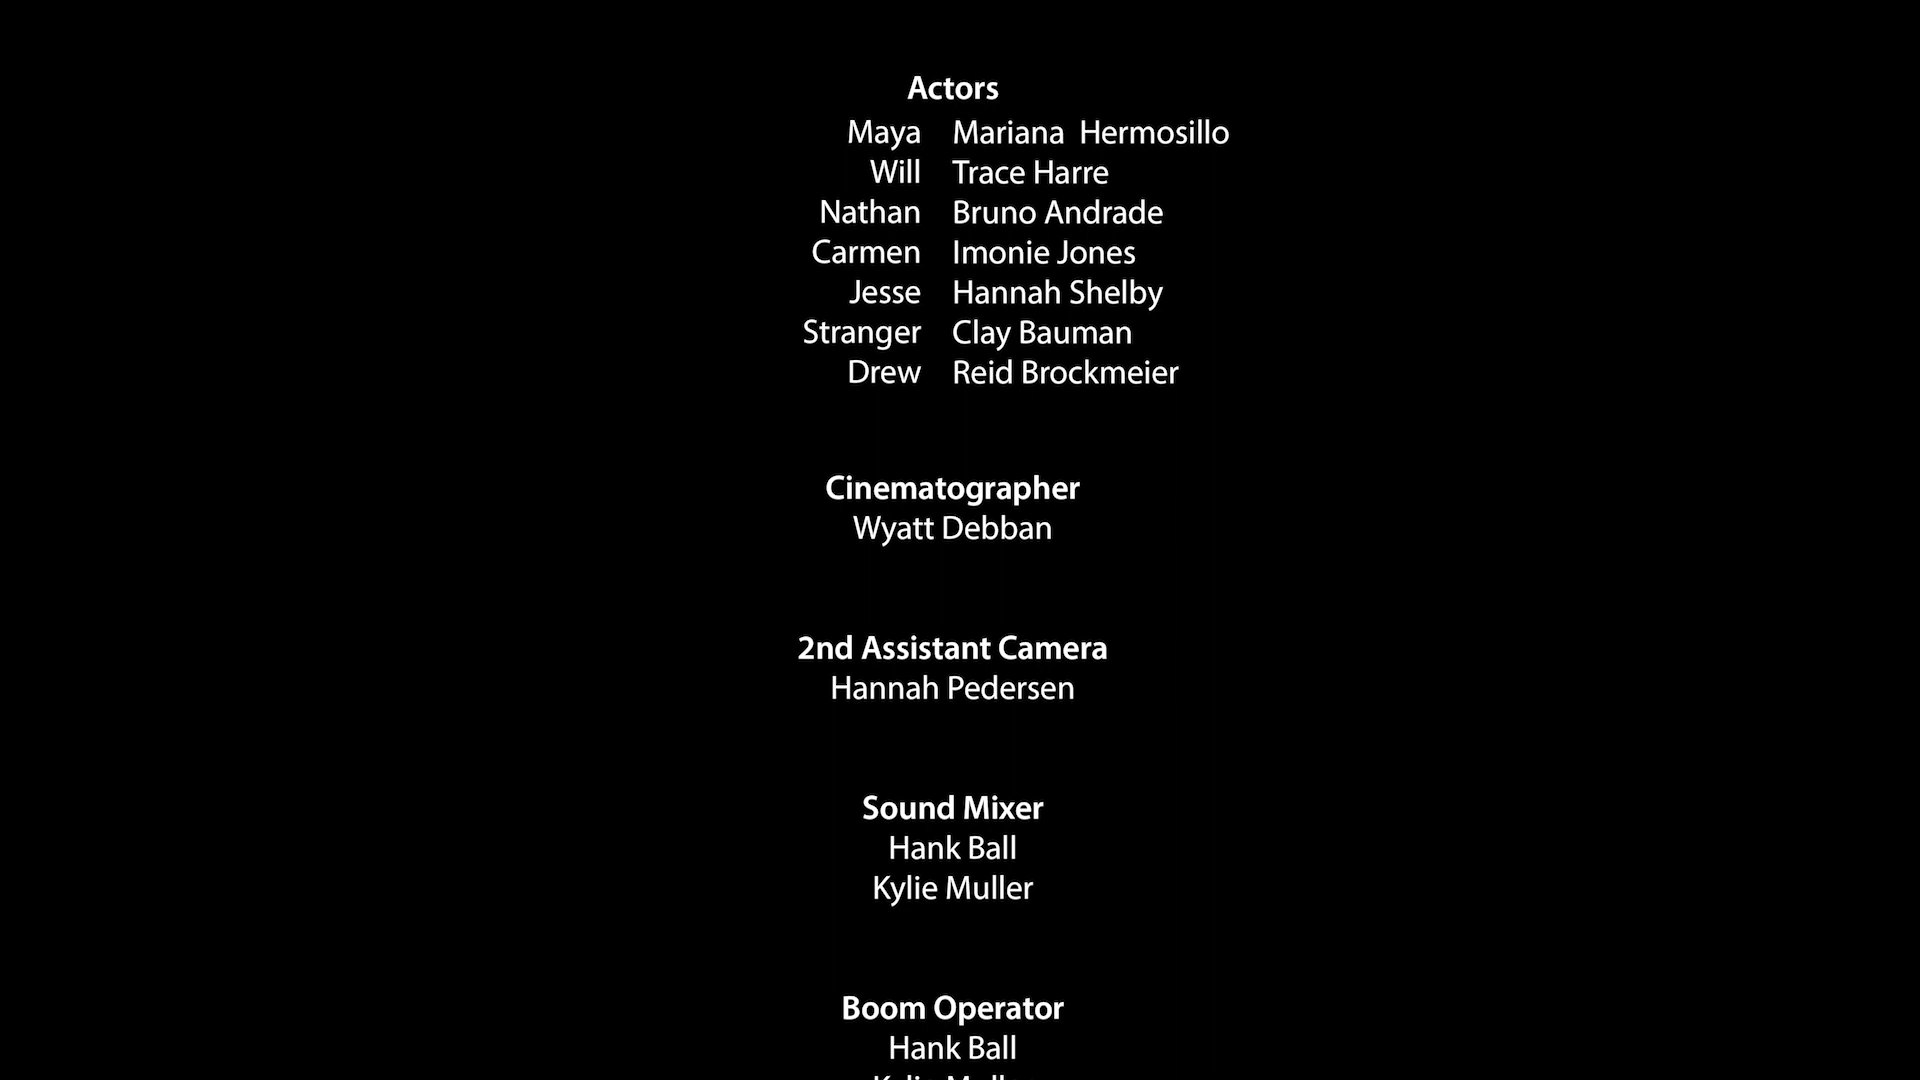 Actors
Maya Mariana Hermosillo
Will Trace Harre
Nathan Bruno Andrade
Carmen Imonie Jones
Jesse Hannah Shelby
Stranger Clay Bauman
Drew Reid Brockmeier
Cinematographer
Wyatt Debban
2nd Assistant Camera
Hannah Pedersen
Sound Mixer
Hank Ball
Kylie Muller
Boom Operator
Hank Ball